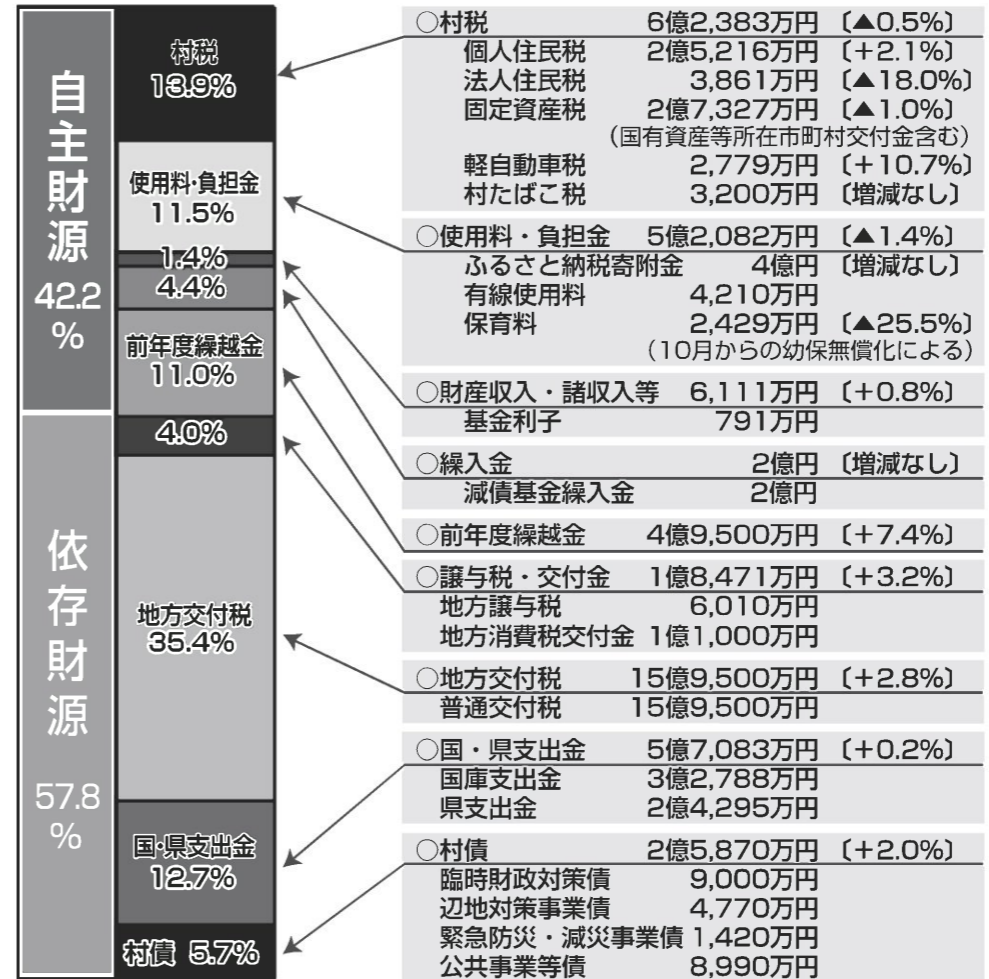 自主財源
42.2
%
依存財源
57.8
%
村税
13.9%
使用料・負担金
11.5%
1.4%
4.4%
前年度繰越金
11.0%
4.0%
地方交付税
35.4%
国・県支出金
12.7%
村債 5.7%
○村税 6億2,383万円 〔▲0.5%〕
個人住民税 2億5,216万円 〔+2.1%〕
法人住民税 3,861万円 〔▲18.0%〕
固定資産税 2億7,327万円 〔▲1.0%〕
（国有資産等所在市町村交付金含む）
軽自動車税 2,779万円 〔+10.7%〕
村たばこ税 3,200万円 〔増減なし〕
○使用料・負担金 5億2,082万円 〔▲1.4%〕
ふるさと納税寄附金 4億円 〔増減なし〕
有線使用料 4,210万円
保育料 2,429万円 〔▲25.5%〕
（10月からの幼保無償化による）
○財産収入・諸収入等 6,111万円 〔+0.8%〕
基金利子 791万円
○繰入金 2億円 〔増減なし〕
減債基金繰入金 2億円
○前年度繰越金 4億9,500万円 〔+7.4%〕
○譲与税・交付金 1億8,471万円 〔+3.2%〕
地方譲与税 6,010万円
地方消費税交付金 1億1,000万円
○地方交付税 15億9,500万円 〔+2.8%〕
普通交付税 15億9,500万円
○国・県支出金 5億7,083万円 〔+0.2%〕
国庫支出金 3億2,788万円
県支出金 2億4,295万円
○村債 2億5,870万円 〔+2.0%〕
臨時財政対策債 9,000万円
辺地対策事業債 4,770万円
緊急防災・減災事業債 1,420万円
公共事業等債 8,990万円